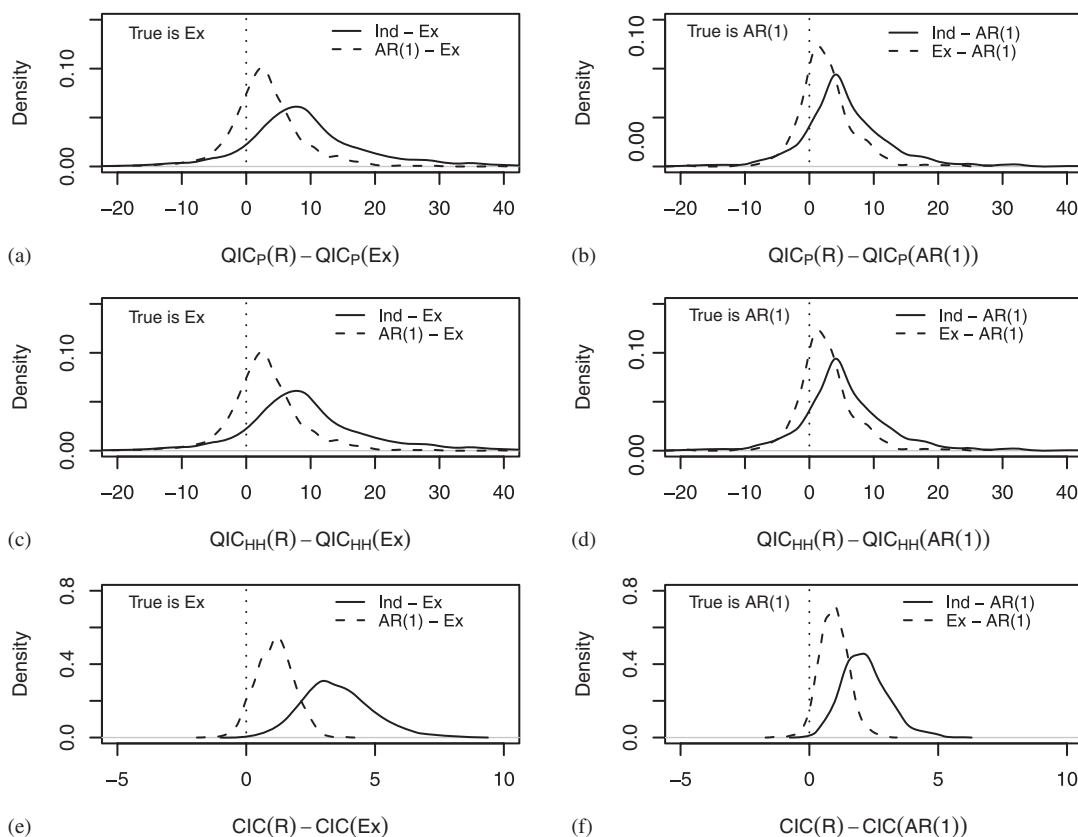 True is Ex
Ind – Ex
AR(1) – Ex
Density
0.00 0.10
−20 −10 0 10 20 30 40
(a) QICP(R) – QICP(Ex)
True is AR(1)
Ind – AR(1)
Ex – AR(1)
Density
0.00 0.10
−20 −10 0 10 20 30 40
(b) QICP(R) – QICP(AR(1))
True is Ex
Ind – Ex
AR(1) – Ex
Density
0.00 0.10
−20 −10 0 10 20 30 40
(c) QICHH(R) – QICHH(Ex)
True is AR(1)
Ind – AR(1)
Ex – AR(1)
Density
0.00 0.10
−20 −10 0 10 20 30 40
(d) QICHH(R) – QICHH(AR(1))
True is Ex
Ind – Ex
AR(1) – Ex
Density
0.0 0.4 0.8
−5 0 5 10
(e) CIC(R) – CIC(Ex)
True is AR(1)
Ind – AR(1)
Ex – AR(1)
Density
0.0 0.4 0.8
−5 0 5 10
(f) CIC(R) – CIC(AR(1))